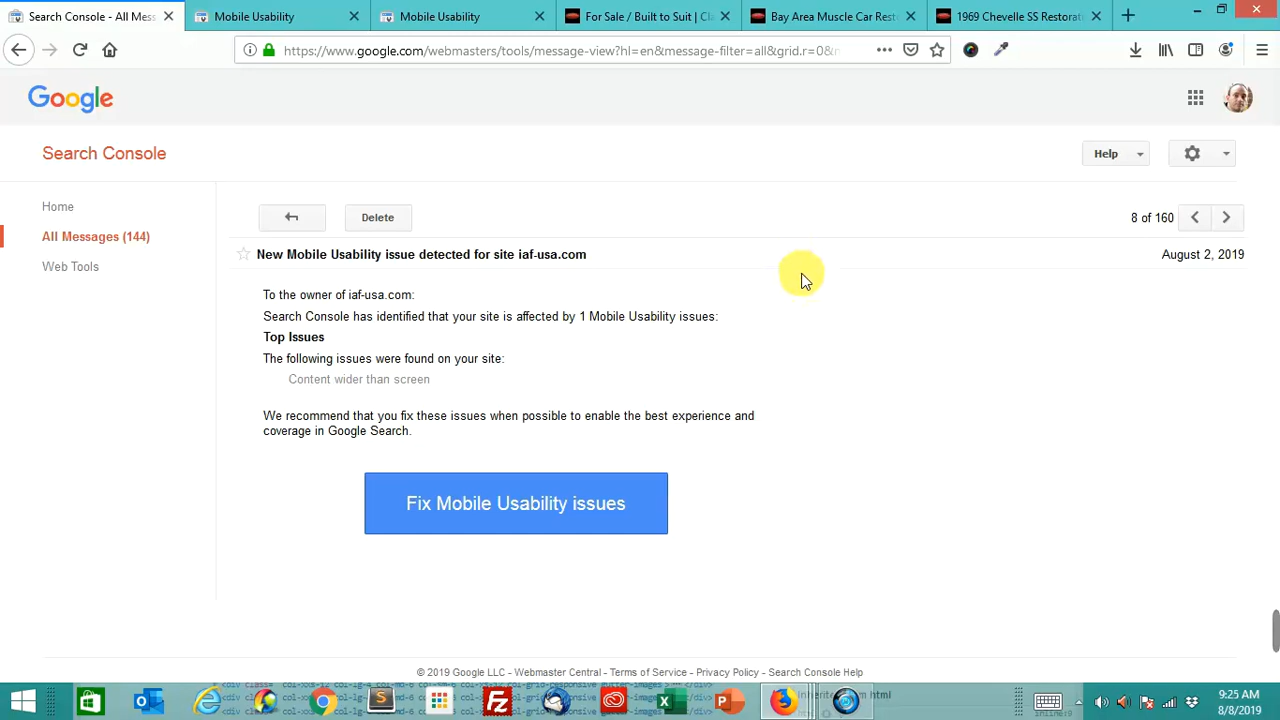 Search Console - All Mess
Mobile Usability
Mobile Usability
For Sale / Built to Suit | Cla
Bay Area Muscle Car Rest
1969 Chevelle SS Restorat
https://www.google.com/webmasters/tools/message-view?hl=en&message-filter=all&grid.r=0&
Google
Search Console
Help
Home
All Messages (144)
Web Tools
Delete
8 of 160
New Mobile Usability issue detected for site iaf-usa.com
August 2, 2019
To the owner of iaf-usa.com:
Search Console has identified that your site is affected by 1 Mobile Usability issues:
Top Issues
The following issues were found on your site:
Content wider than screen
We recommend that you fix these issues when possible to enable the best experience and
coverage in Google Search.
Fix Mobile Usability issues
© 2019 Google LLC - Webmaster Central - Terms of Service - Privacy Policy - Search Console Help
9:25 AM
8/8/2019